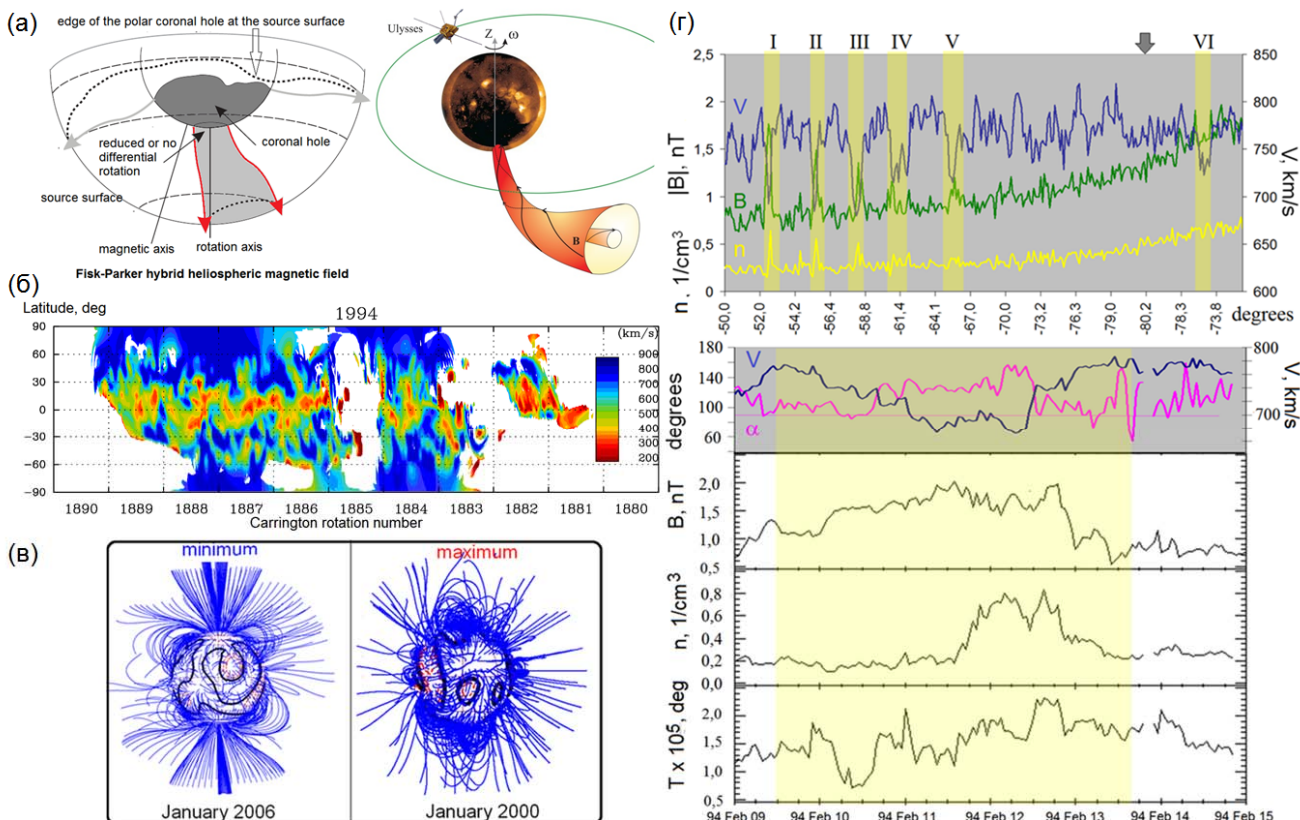 (а)
edge of the polar coronal hole at the source surface
Ulysses
Z
ω
reduced or no
differential
rotation
coronal hole
source surface
magnetic axis
rotation axis
B
Fisk-Parker hybrid heliospheric magnetic field
(б)
Latitude, deg
1994
(km/s)
90
60
30
0
−30
−60
−90
900
800
700
600
500
400
300
200
1890 1889 1888 1887 1886 1885 1884 1883 1882 1881 1880
Carrington rotation number
(в)
minimum
maximum
January 2006
January 2000
(г)
I II III IV V VI
2,5
2
1,5
1
0,5
0
n, 1/cm³ |B|, nT
V
B
n
850
800
750
700
650
600
V, km/s
-50.0 -52.0 -54.2 -56.4 -58.8 -61.4 -64.1 -67.0 -70.0 -73.2 -76.3 -79.0 -80.2 -78.3 -73.8 degrees
180
140
100
60
degrees
V
α
800
700
V, km/s
B, nT
2,0
1,5
1,0
0,5
n, 1/cm³
0,8
0,4
0,2
0,0
T x 10⁵, deg
2,0
1,5
1,0
0,5
94 Feb 09 94 Feb 10 94 Feb 11 94 Feb 12 94 Feb 13 94 Feb 14 94 Feb 15